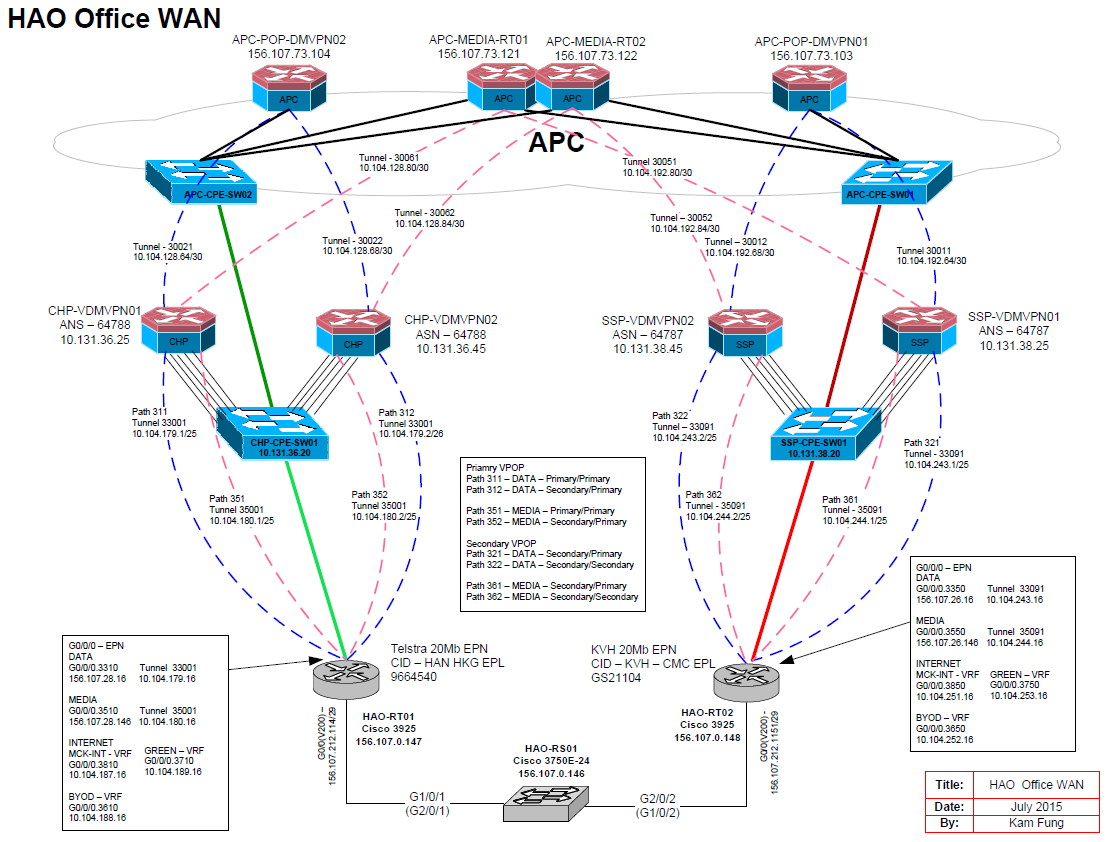 HAO Office WAN
APC-POP-DMVPN02
156.107.73.104
APC-MEDIA-RT01
156.107.73.121
APC-MEDIA-RT02
156.107.73.122
APC-POP-DMVPN01
156.107.73.103
APC
APC
APC
APC
APC
APC-CPE-SW02
APC-CPE-SW01
Tunnel - 30061
10.104.128.80/30
Tunnel 30051
10.104.192.80/30
Tunnel - 30062
10.104.128.84/30
Tunnel – 30052
10.104.192.84/30
Tunnel - 30021
10.104.128.64/30
Tunnel - 30022
10.104.128.68/30
Tunnel – 30012
10.104.192.68/30
Tunnel 30011
10.104.192.64/30
CHP-VDMVPN01
ANS – 64788
10.131.36.25
CHP
CHP
CHP-VDMVPN02
ASN – 64788
10.131.36.45
SSP-VDMVPN02
ASN – 64787
10.131.38.45
SSP
SSP
SSP-VDMVPN01
ANS – 64787
10.131.38.25
Path 311
Tunnel 33001
10.104.179.1/25
CHP-CPE-SW01
10.131.36.20
Path 312
Tunnel 33001
10.104.179.2/26
Path 322
Tunnel – 33091
10.104.243.2/25
SSP-CPE-SW01
10.131.38.20
Path 321
Tunnel - 33091
10.104.243.1/25
Path 351
Tunnel 35001
10.104.180.1/25
Path 352
Tunnel 35001
10.104.180.2/25
Path 362
Tunnel - 35091
10.104.244.2/25
Path 361
Tunnel - 35091
10.104.244.1/25
Priamry VPOP
Path 311 – DATA – Primary/Primary
Path 312 – DATA – Secondary/Primary
Path 351 – MEDIA – Primary/Primary
Path 352 – MEDIA – Secondary/Primary
Secondary VPOP
Path 321 – DATA – Secondary/Primary
Path 322 – DATA – Secondary/Secondary
Path 361 – MEDIA – Secondary/Primary
Path 362 – MEDIA – Secondary/Secondary
G0/0/0 – EPN
DATA
G0/0/0.3350 Tunnel 33091
156.107.26.16 10.104.243.16
MEDIA
G0/0/0.3550 Tunnel 35091
156.107.26.146 10.104.244.16
INTERNET
MCK-INT - VRF GREEN – VRF
G0/0/0.3850 G0/0/0.3750
10.104.251.16 10.104.253.16
BYOD – VRF
G0/0/0.3650
10.104.252.16
G0/0/0 – EPN
DATA
G0/0/0.3310 Tunnel 33001
156.107.28.16 10.104.179.16
MEDIA
G0/0/0.3510 Tunnel 35001
156.107.28.146 10.104.180.16
INTERNET
MCK-INT - VRF GREEN – VRF
G0/0/0.3810 G0/0/0.3710
10.104.187.16 10.104.189.16
BYOD – VRF
G0/0/0.3610
10.104.188.16
Telstra 20Mb EPN
CID – HAN HKG EPL
9664540
KVH 20Mb EPN
CID – KVH – CMC EPL
GS21104
HAO-RT01
Cisco 3925
156.107.0.147
HAO-RT02
Cisco 3925
156.107.0.148
G0/0(V200) –
156.107.212.114/29
G0/0(V200)-
156.107.212.1151/29
HAO-RS01
Cisco 3750E-24
156.107.0.146
G1/0/1
(G2/0/1)
G2/0/2
(G1/0/2)
Title: HAO Office WAN
Date: July 2015
By: Kam Fung